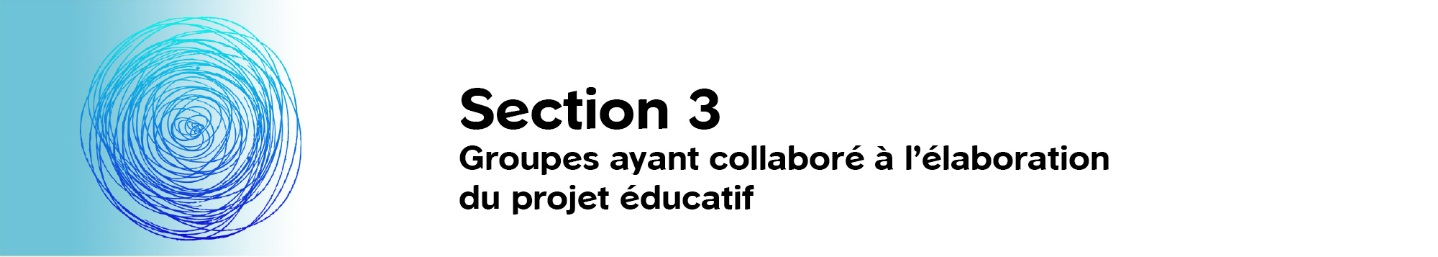 Section 3
Groupes ayant collaboré à l’élaboration
du projet éducatif